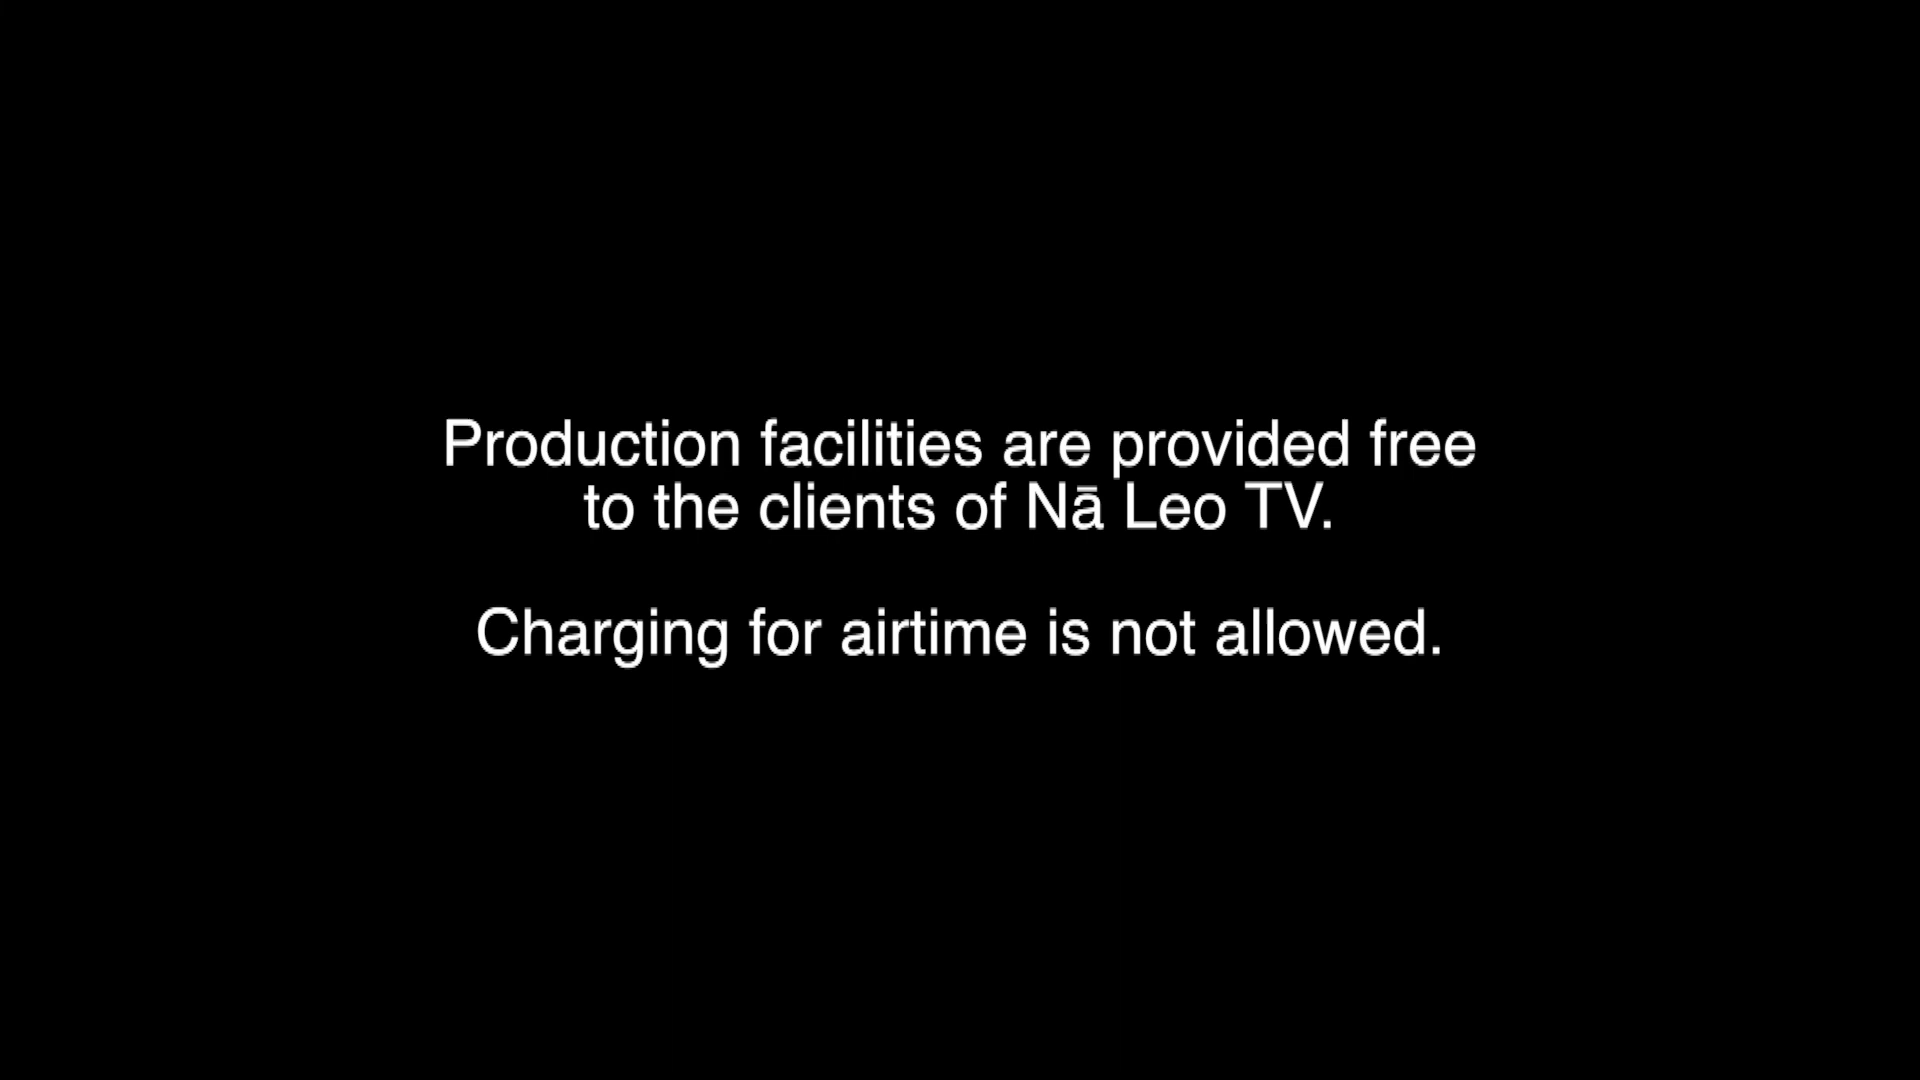 Production facilities are provided free
to the clients of Nā Leo TV.
Charging for airtime is not allowed.